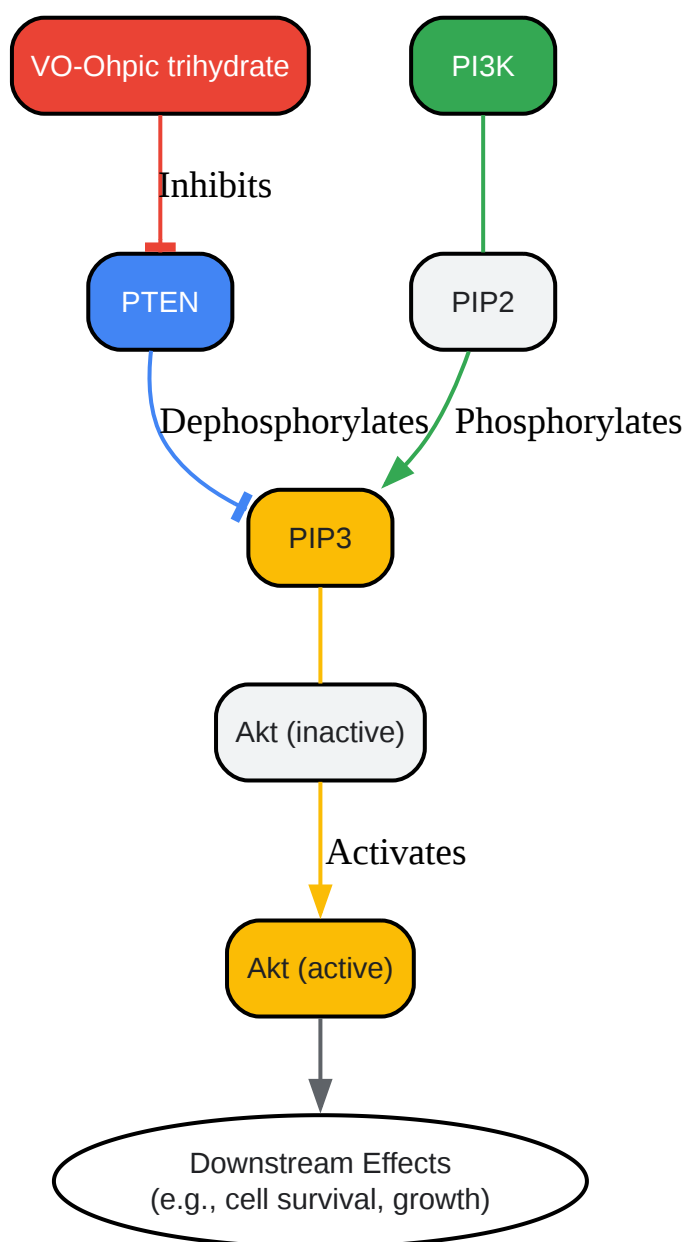 VO-Ohpic trihydrate
PI3K
Inhibits
PTEN
PIP2
Dephosphorylates
Phosphorylates
PIP3
Akt (inactive)
Activates
Akt (active)
Downstream Effects
(e.g., cell survival, growth)